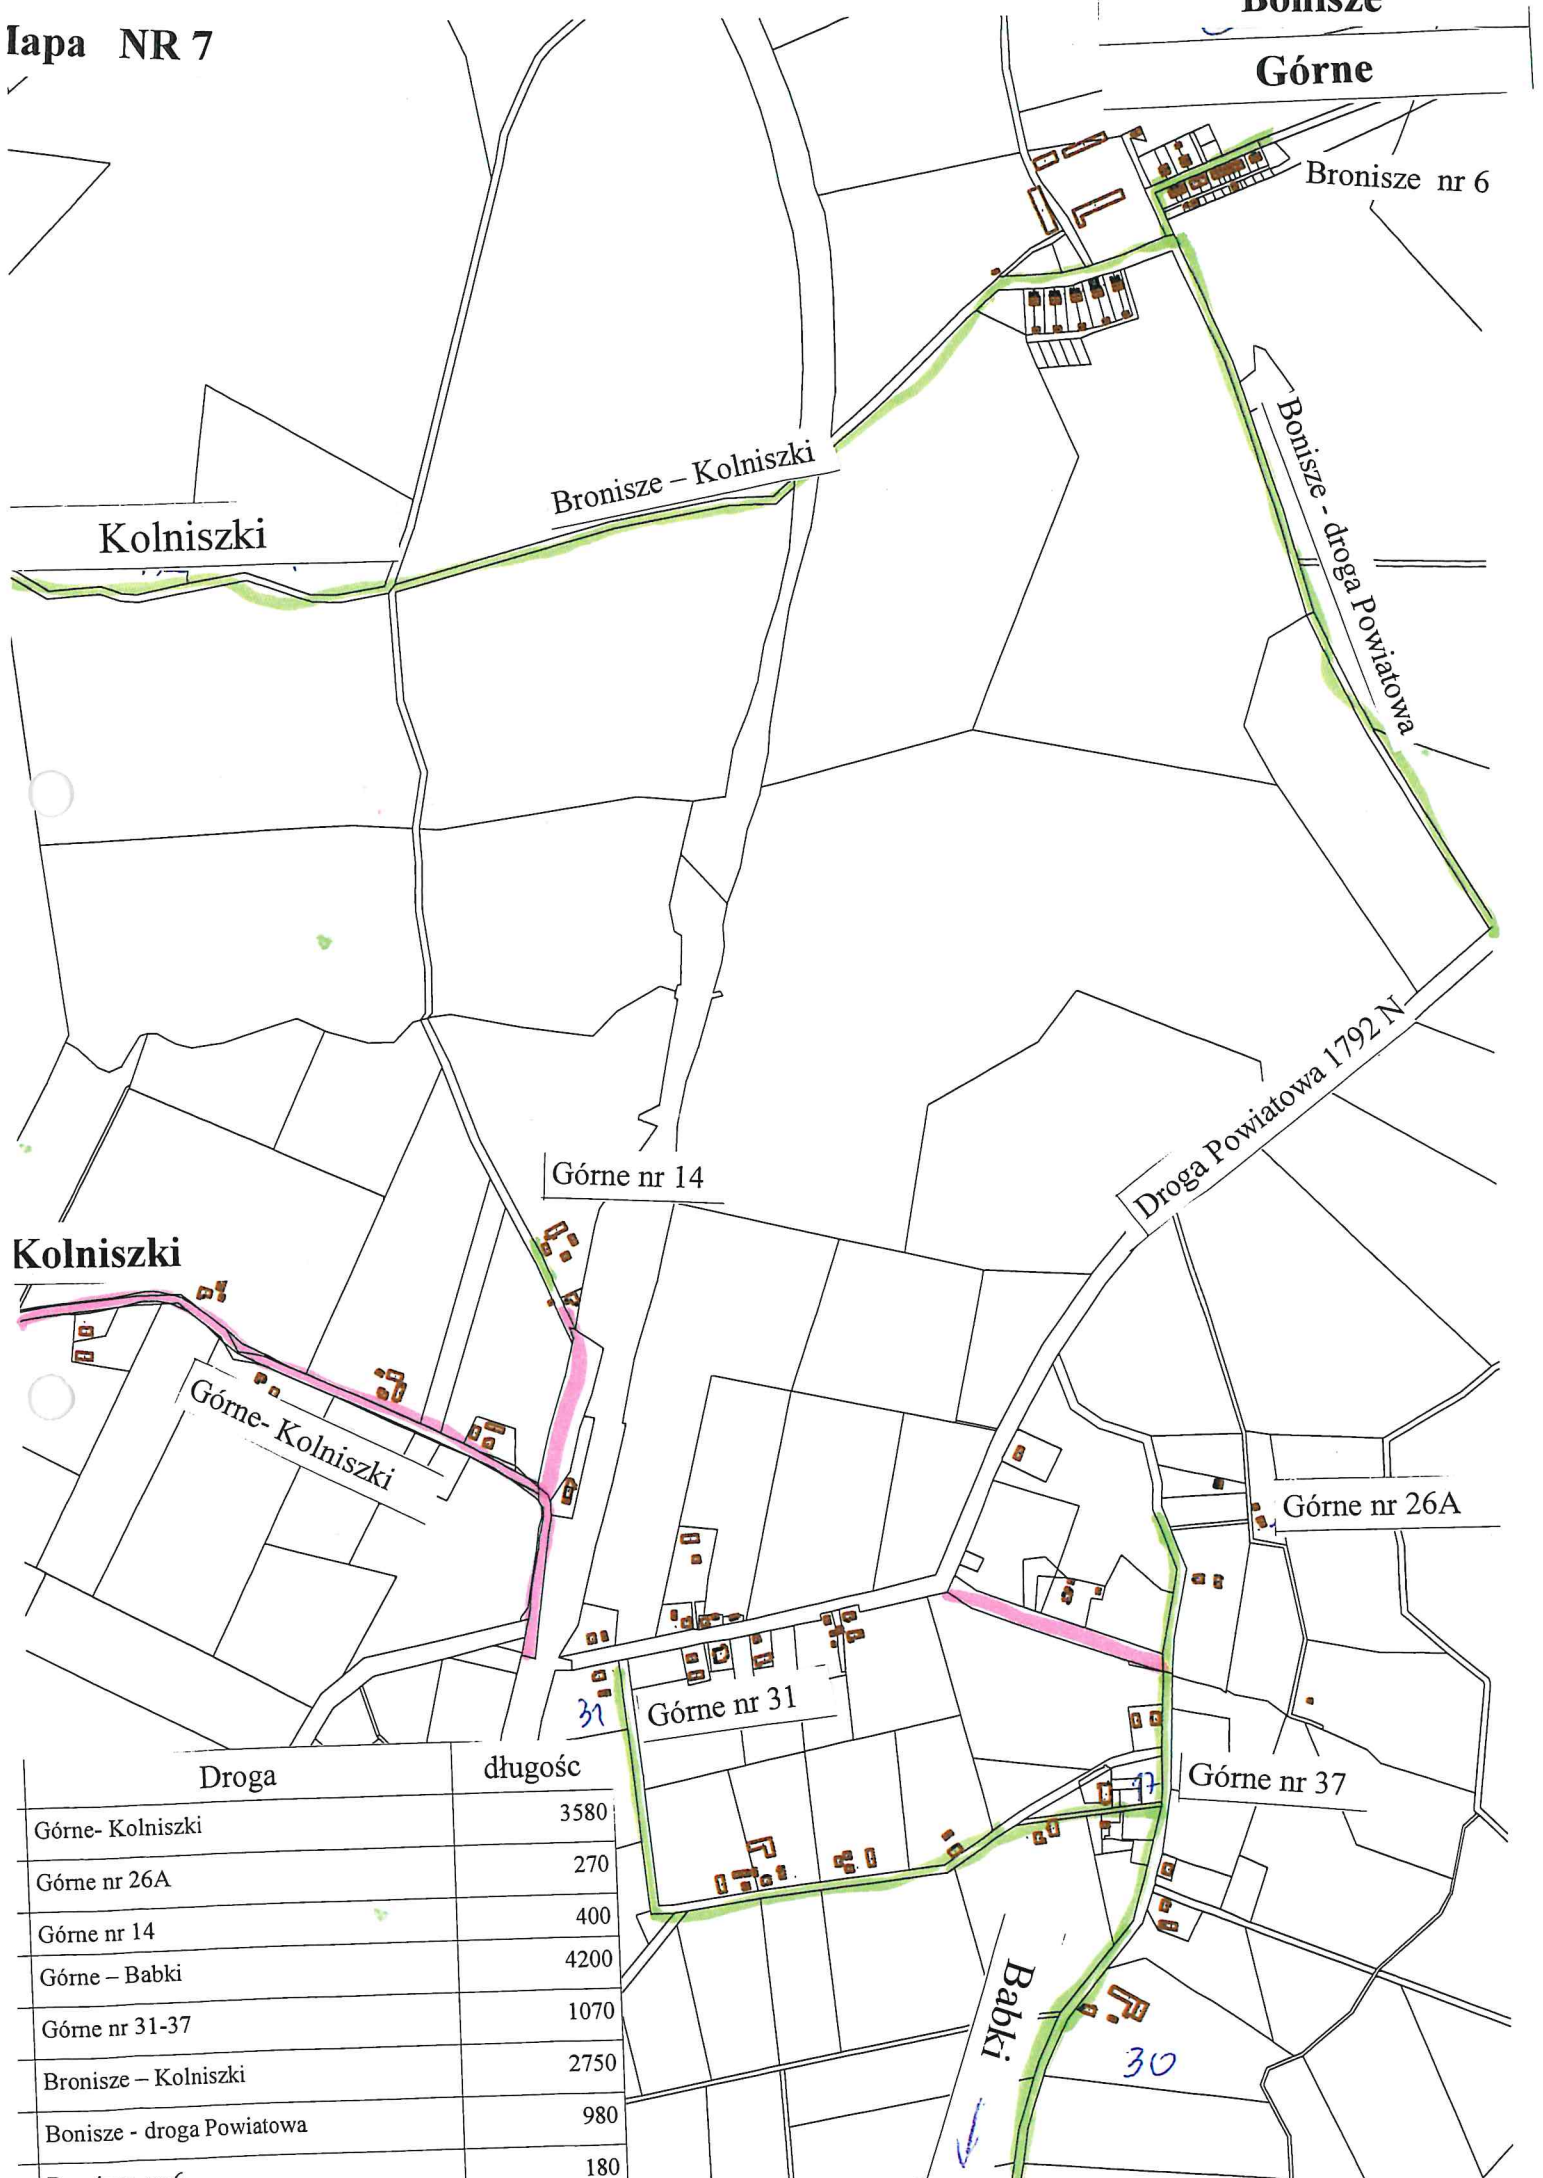 Mapa NR 7
Bonisze
Górne
Bronisze nr 6
Bronisze – Kolniszki
Kolniszki
Bonisze - droga Powiatowa
Droga Powiatowa 1792 N
Górne nr 14
Kolniszki
Górne- Kolniszki
Górne nr 26A
31
Górne nr 31
17
Górne nr 37
Babki
30
Droga długośc
Górne- Kolniszki 3580
Górne nr 26A 270
Górne nr 14 400
Górne – Babki 4200
Górne nr 31-37 1070
Bronisze – Kolniszki 2750
Bonisze - droga Powiatowa 980
180